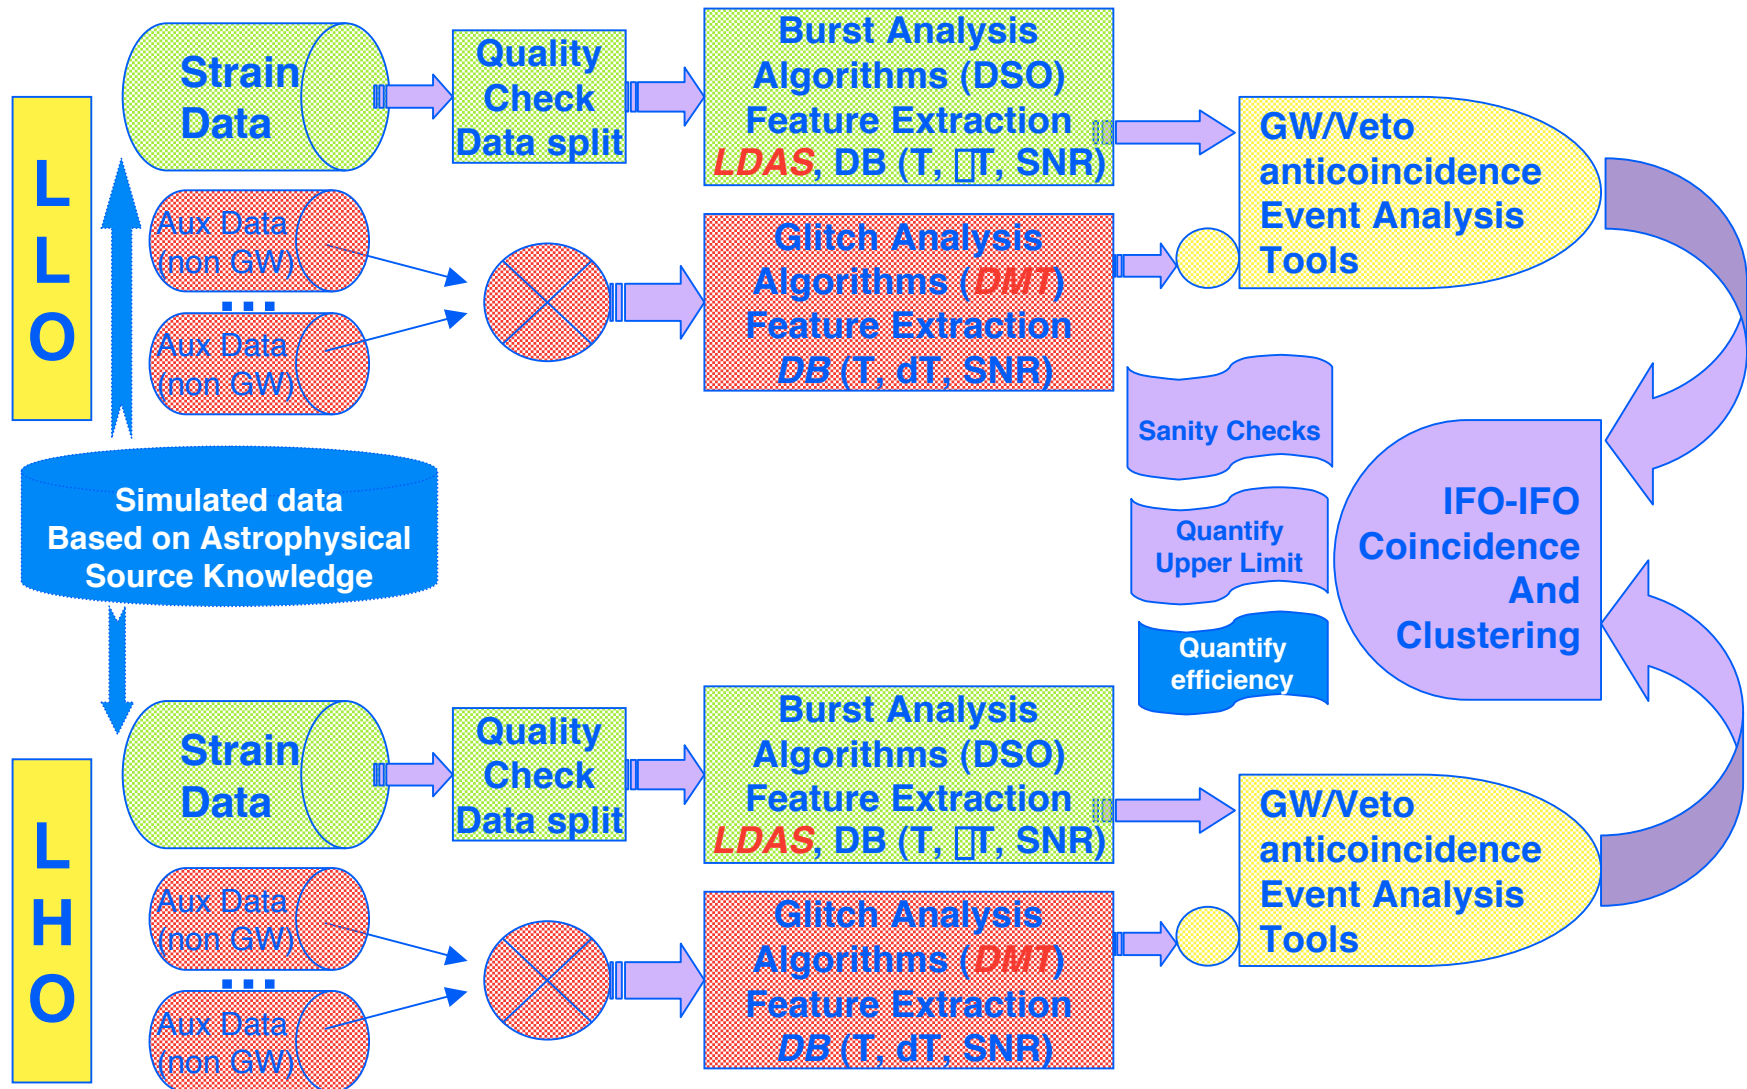 L
L
O
Strain
Data
Quality
Check
Data split
Burst Analysis
Algorithms (DSO)
Feature Extraction
LDAS, DB (T, □T, SNR)
GW/Veto
anticoincidence
Event Analysis
Tools
Aux Data
(non GW)
...
Aux Data
(non GW)
Glitch Analysis
Algorithms (DMT)
Feature Extraction
DB (T, dT, SNR)
Simulated data
Based on Astrophysical
Source Knowledge
Sanity Checks
Quantify
Upper Limit
Quantify
efficiency
IFO-IFO
Coincidence
And
Clustering
L
H
O
Strain
Data
Quality
Check
Data split
Burst Analysis
Algorithms (DSO)
Feature Extraction
LDAS, DB (T, □T, SNR)
GW/Veto
anticoincidence
Event Analysis
Tools
Aux Data
(non GW)
...
Aux Data
(non GW)
Glitch Analysis
Algorithms (DMT)
Feature Extraction
DB (T, dT, SNR)